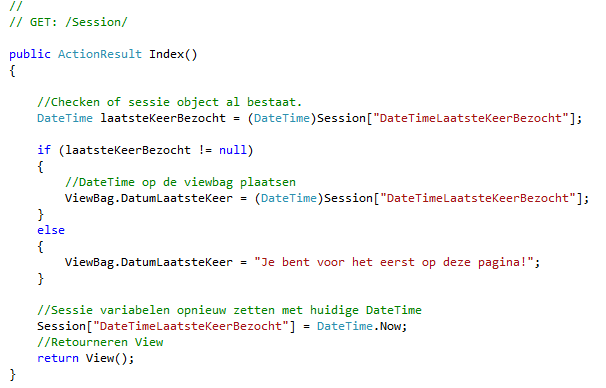 //
// GET: /Session/
public ActionResult Index()
{
//Checken of sessie object al bestaat.
DateTime laatsteKeerBezocht = (DateTime)Session["DateTimeLaatsteKeerBezocht"];
if (laatsteKeerBezocht != null)
{
//DateTime op de viewbag plaatsen
ViewBag.DatumLaatsteKeer = (DateTime)Session["DateTimeLaatsteKeerBezocht"];
}
else
{
ViewBag.DatumLaatsteKeer = "Je bent voor het eerst op deze pagina!";
}
//Sessie variabelen opnieuw zetten met huidige DateTime
Session["DateTimeLaatsteKeerBezocht"] = DateTime.Now;
//Retourneren View
return View();
}